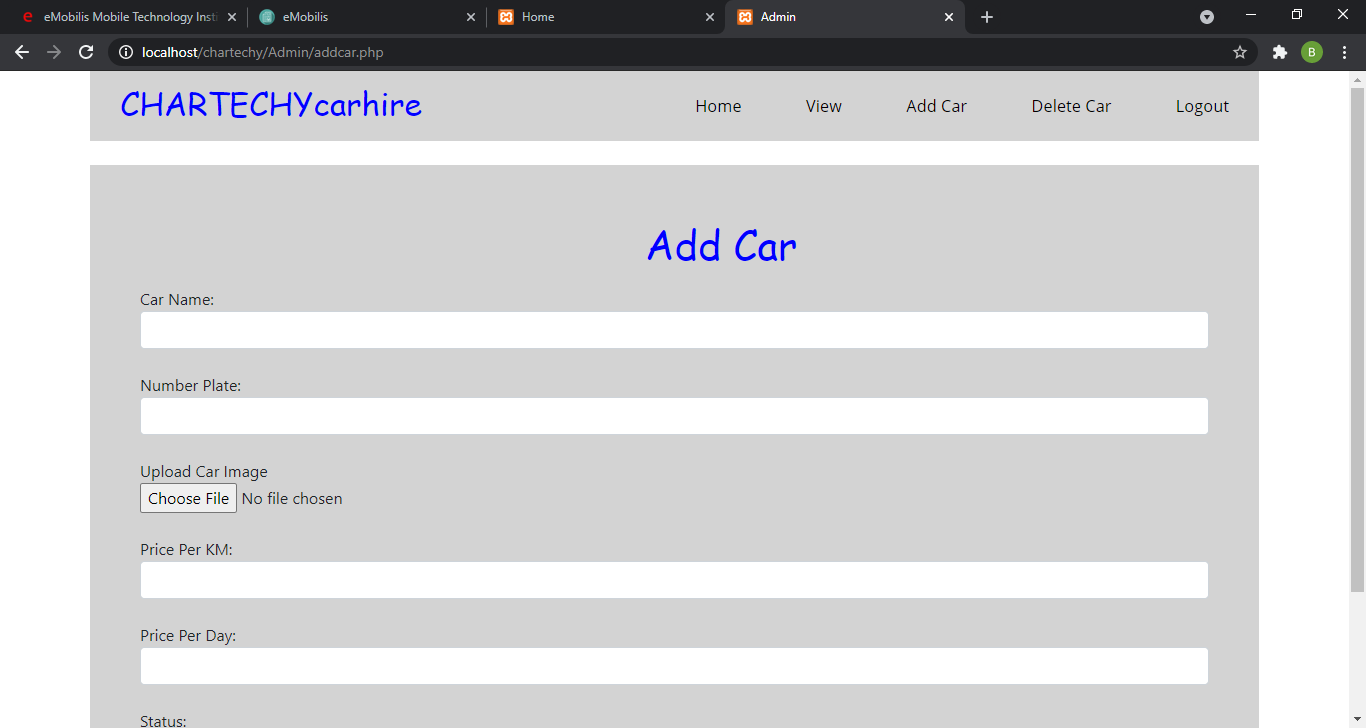 eMobilis Mobile Technology Insti
eMobilis
Home
Admin
localhost/chartechy/Admin/addcar.php
B
CHARTECHYcarhire
Home
View
Add Car
Delete Car
Logout
Add Car
Car Name:
Number Plate:
Upload Car Image
Choose File No file chosen
Price Per KM:
Price Per Day:
Status: